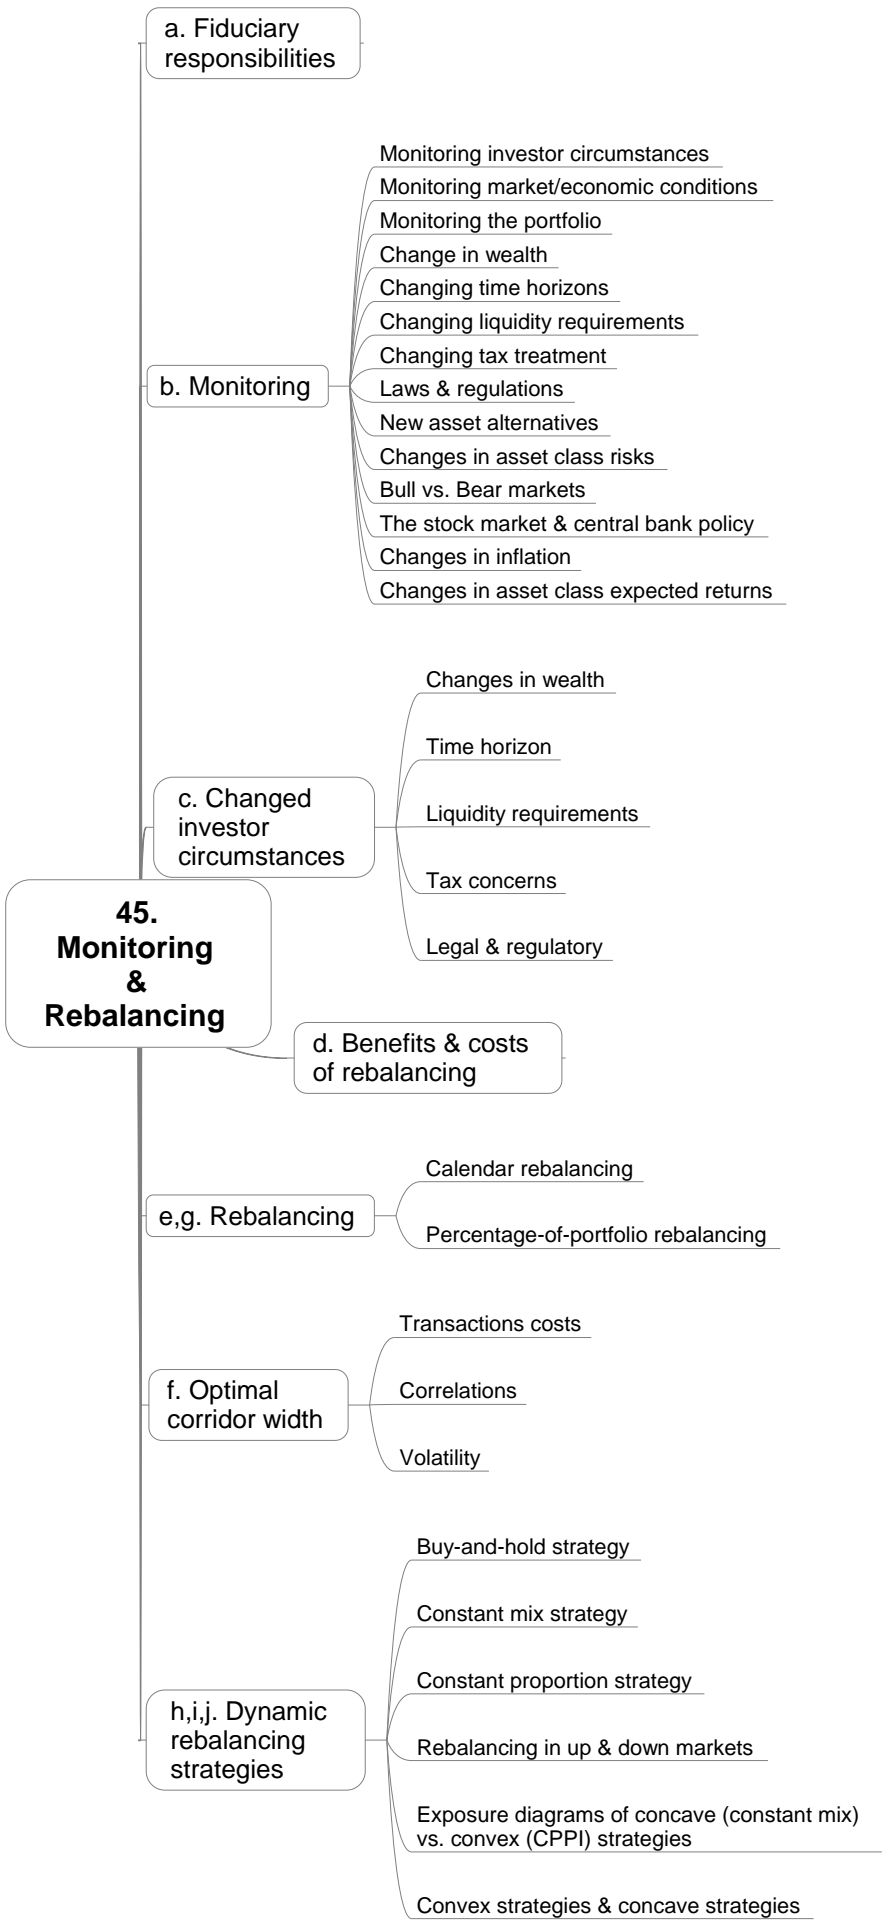 a. Fiduciary
responsibilities
Monitoring investor circumstances
Monitoring market/economic conditions
Monitoring the portfolio
Change in wealth
Changing time horizons
Changing liquidity requirements
Changing tax treatment
b. Monitoring
Laws & regulations
New asset alternatives
Changes in asset class risks
Bull vs. Bear markets
The stock market & central bank policy
Changes in inflation
Changes in asset class expected returns
Changes in wealth
Time horizon
c. Changed
investor
circumstances
Liquidity requirements
Tax concerns
Legal & regulatory
45.
Monitoring
&
Rebalancing
d. Benefits & costs
of rebalancing
e,g. Rebalancing
Calendar rebalancing
Percentage-of-portfolio rebalancing
f. Optimal
corridor width
Transactions costs
Correlations
Volatility
h,i,j. Dynamic
rebalancing
strategies
Buy-and-hold strategy
Constant mix strategy
Constant proportion strategy
Rebalancing in up & down markets
Exposure diagrams of concave (constant mix)
vs. convex (CPPI) strategies
Convex strategies & concave strategies